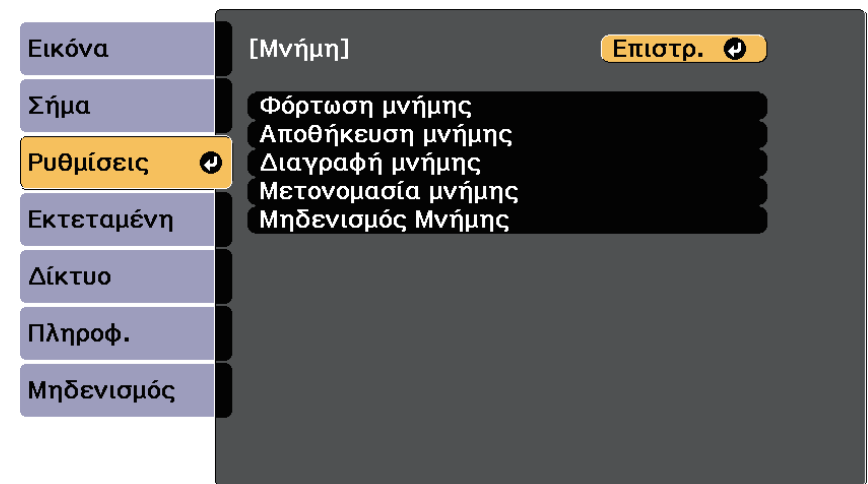 Εικόνα
Σήμα
Ρυθμίσεις
Εκτεταμένη
Δίκτυο
Πληροφ.
Μηδενισμός
[Μνήμη]
Επιστρ.
Φόρτωση μνήμης
Αποθήκευση μνήμης
Διαγραφή μνήμης
Μετονομασία μνήμης
Μηδενισμός Μνήμης